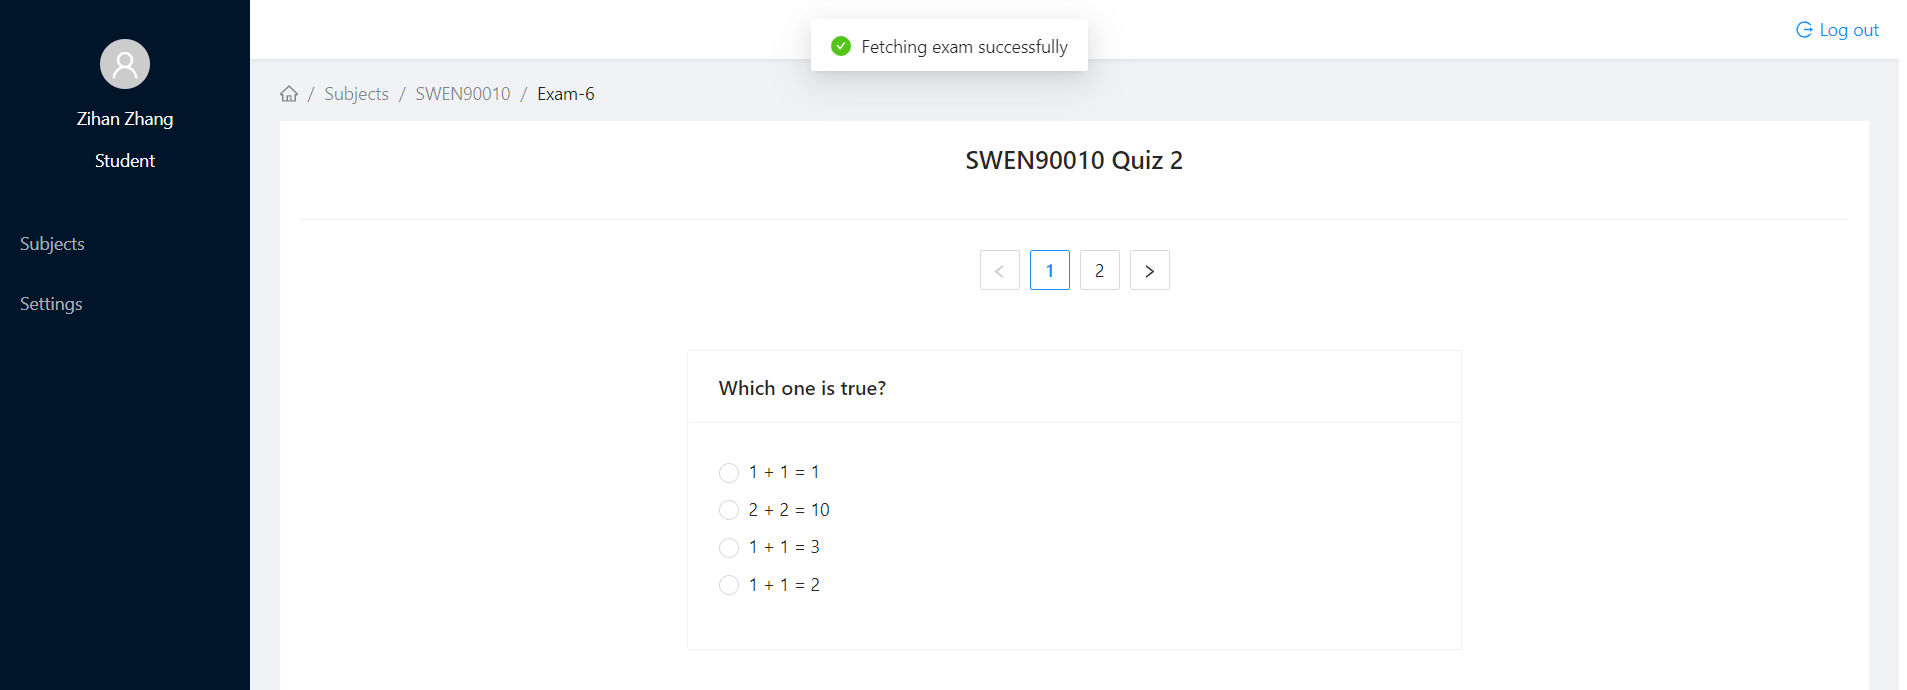 Fetching exam successfully
Log out
Zihan Zhang
Student
Subjects
Settings
/ Subjects / SWEN90010 / Exam-6
SWEN90010 Quiz 2
< 1 2 >
Which one is true?
1 + 1 = 1
2 + 2 = 10
1 + 1 = 3
1 + 1 = 2